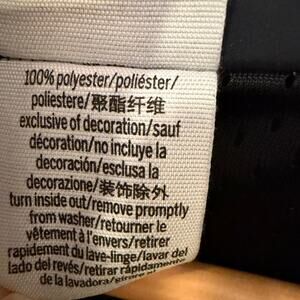 100% polyester/poliéster/
poliestere/聚酯纤维
exclusive of decoration/sauf
décoration/no incluye la
decoración/esclusa la
decorazione/装饰除外
turn inside out/remove promptly
from washer/retourner le
vêtement à l'envers/retirer
rapidement du lave-linge/lavar del
lado del revés/retirar rápidamente
de la lavadora/